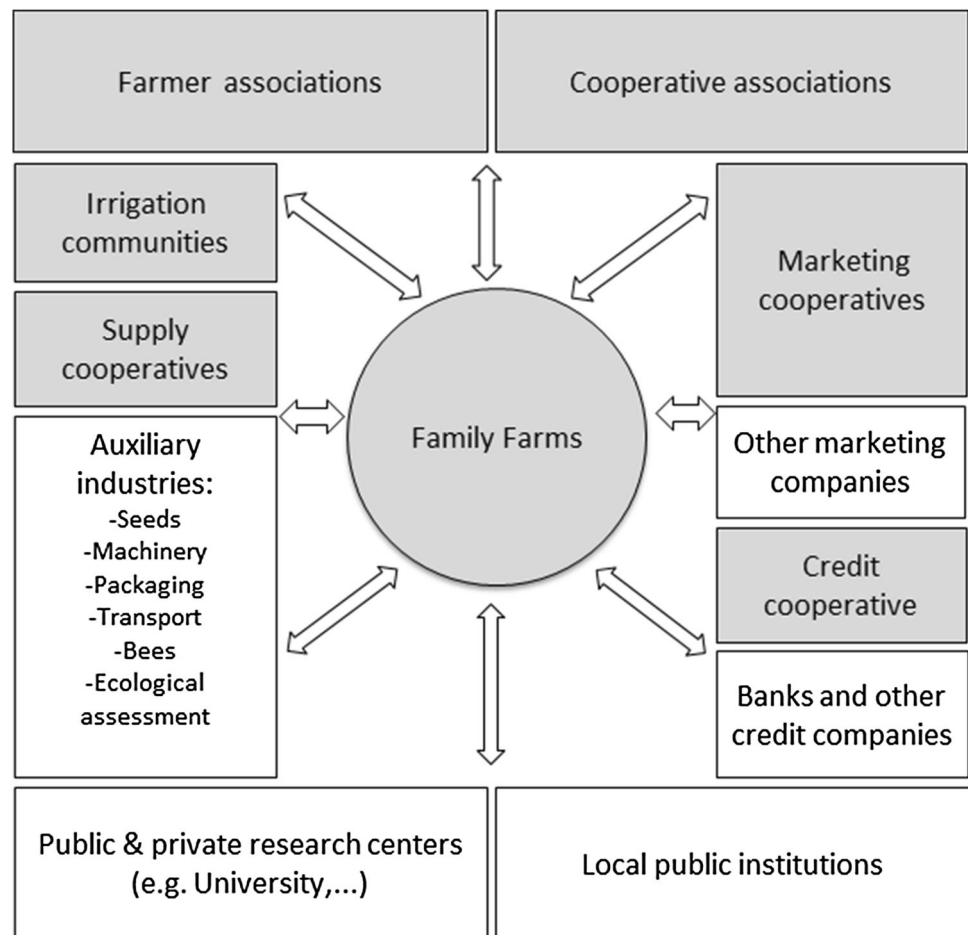 Farmer associations
Cooperative associations
Irrigation
communities
Marketing
cooperatives
Supply
cooperatives
Family Farms
Auxiliary
industries:
-Seeds
-Machinery
-Packaging
-Transport
-Bees
-Ecological
assessment
Other marketing
companies
Credit
cooperative
Banks and other
credit companies
Public & private research centers
(e.g. University,...)
Local public institutions